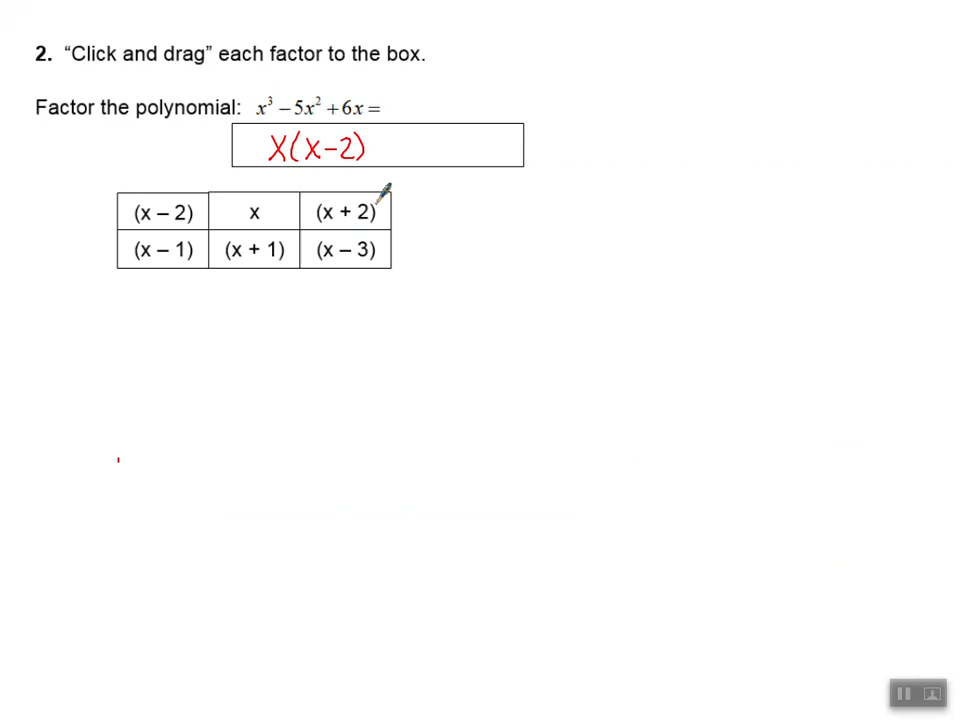 2. “Click and drag” each factor to the box.
Factor the polynomial: x³ – 5x² + 6x =
X(x-2)
(x – 2) x (x + 2)
(x – 1) (x + 1) (x – 3)